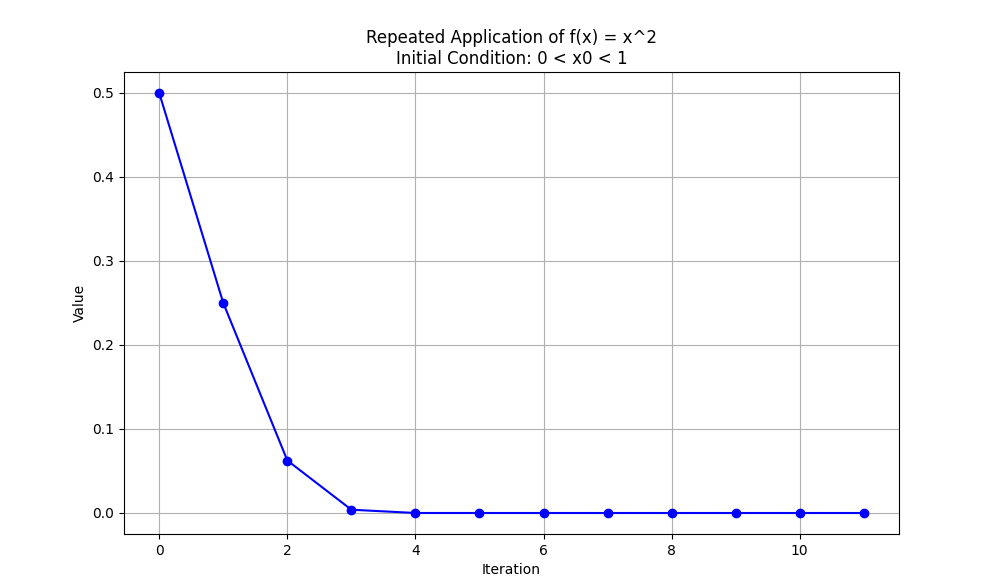 Repeated Application of f(x) = x^2
Initial Condition: 0 < x0 < 1
0.5
0.4
0.3
0.2
0.1
0.0
Value
0 2 4 6 8 10
Iteration